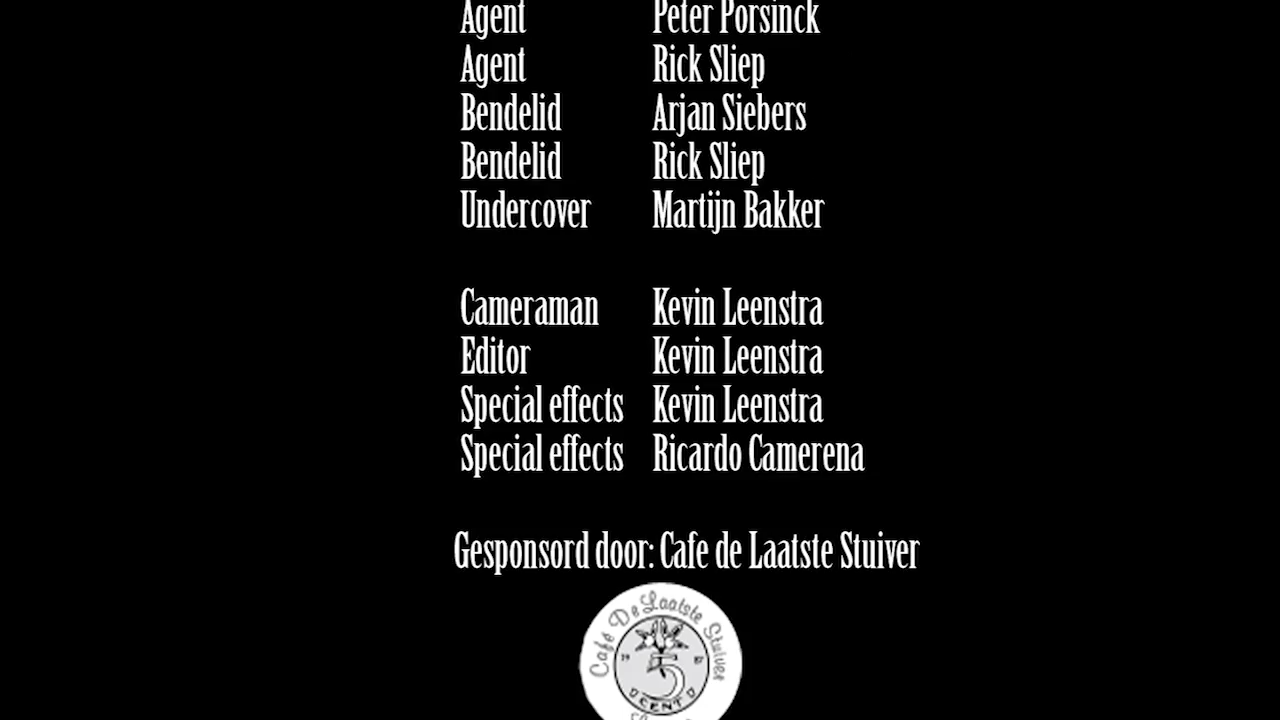 Agent Peter Porsinck
Agent Rick Sliep
Bendelid Arjan Siebers
Bendelid Rick Sliep
Undercover Martijn Bakker
Cameraman Kevin Leenstra
Editor Kevin Leenstra
Special effects Kevin Leenstra
Special effects Ricardo Camerena
Gesponsord door: Cafe de Laatste Stuiver
Café De Laatste Stuiver
5
CENT